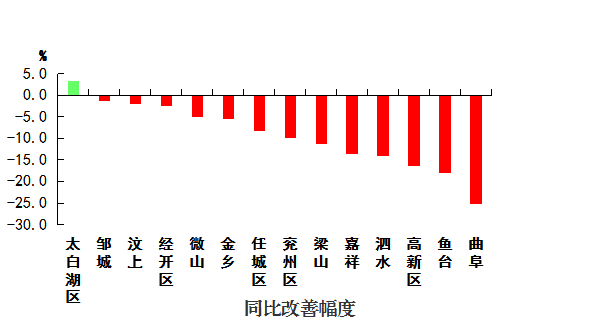 %
5.0
0.0
-5.0
-10.0
-15.0
-20.0
-25.0
-30.0
太白湖区
邹城
汶上
经开区
微山
金乡
任城区
兖州区
梁山
嘉祥
泗水
高新区
鱼台
曲阜
同比改善幅度